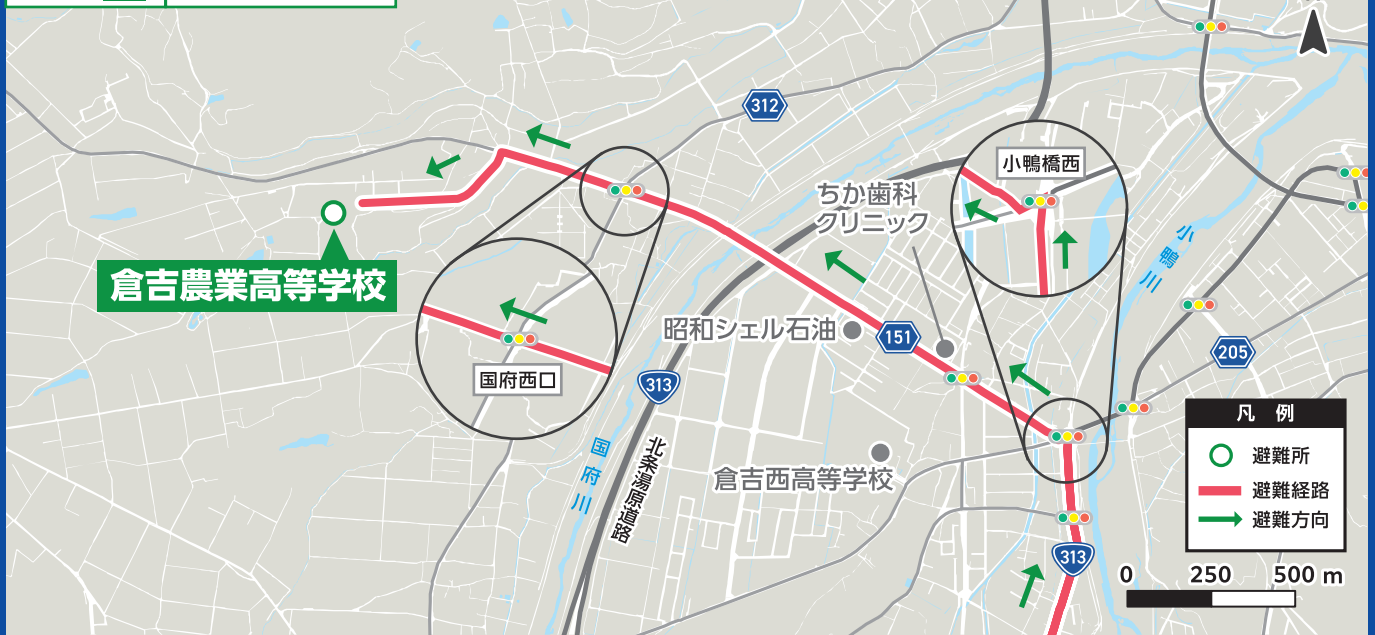 312
小鴨橋西
ちか歯科
クリニック
小鴨川
倉吉農業高等学校
昭和シェル石油
151
205
国府西口
313
北条湯原道路
国府川
倉吉西高等学校
313
凡 例
避難所
避難経路
避難方向
0 250 500 m